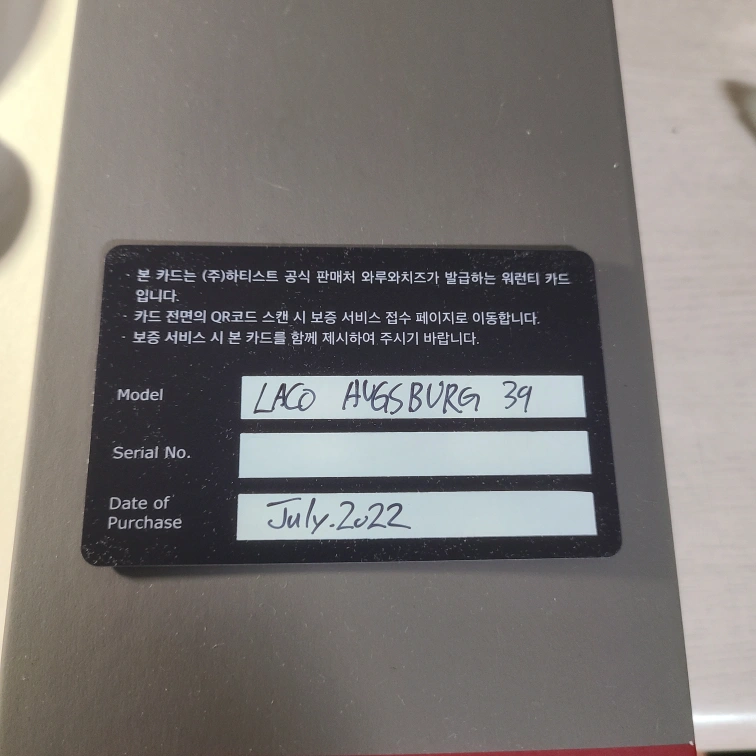 · 본 카드는 (주)하티스트 공식 판매처 와루와치즈가 발급하는 워런티 카드
입니다.
· 카드 전면의 QR코드 스캔 시 보증 서비스 접수 페이지로 이동합니다.
· 보증 서비스 시 본 카드를 함께 제시하여 주시기 바랍니다.
Model LACO AUGSBURG 39
Serial No.
Date of
Purchase July.2022